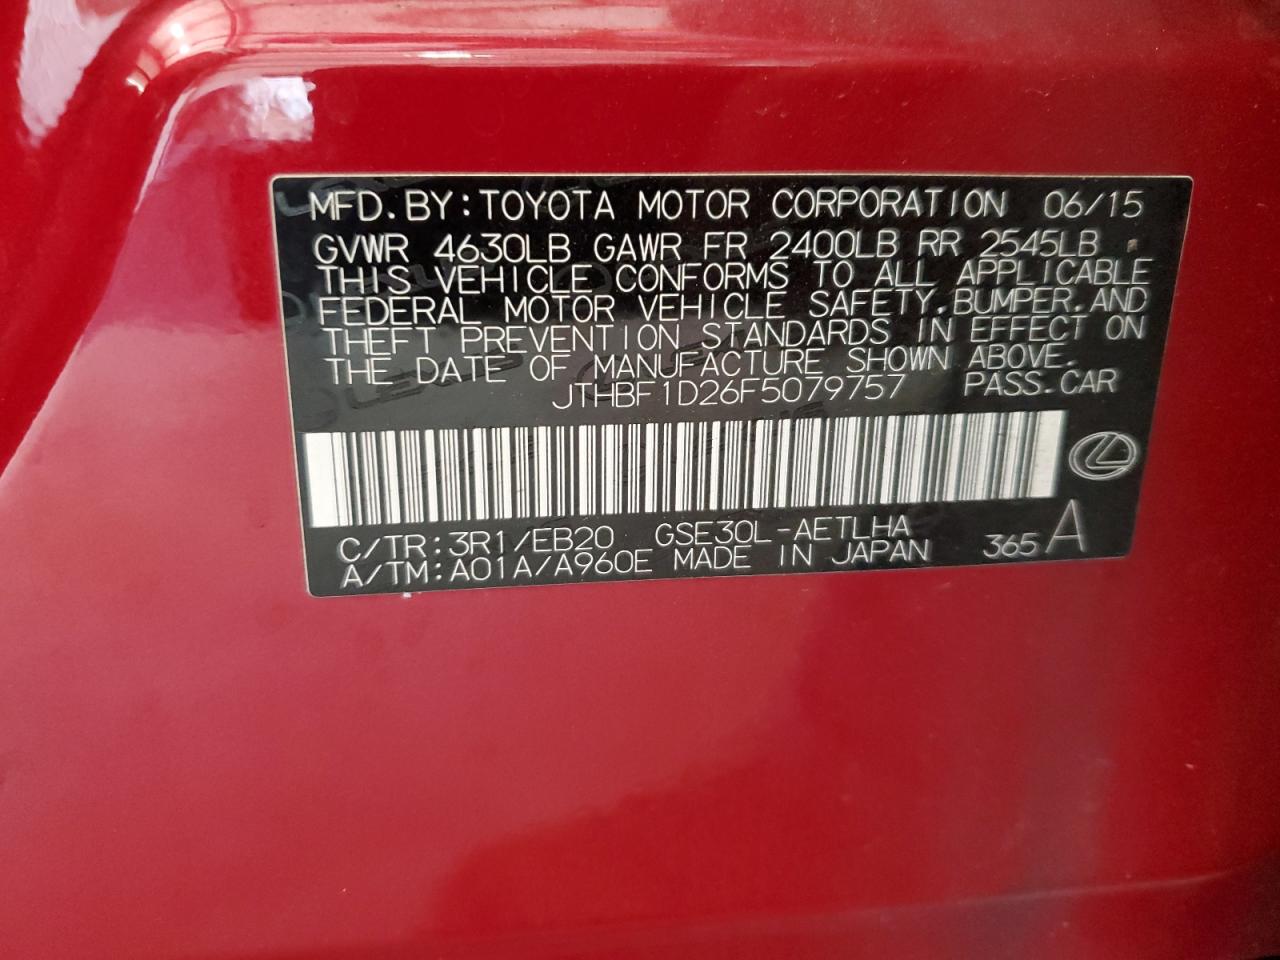 MFD. BY: TOYOTA MOTOR CORPORATION 06/15
GVWR 4630LB GAWR FR 2400LB RR 2545LB
THIS VEHICLE CONFORMS TO ALL APPLICABLE
FEDERAL MOTOR VEHICLE SAFETY, BUMPER, AND
THEFT PREVENTION STANDARDS IN EFFECT ON
THE DATE OF MANUFACTURE SHOWN ABOVE.
JTHBF1D26F5079757 PASS. CAR
C/TR: 3R1/EB20 GSE30L-AETLHA
A/TM: A01A/A960E MADE IN JAPAN 365 A